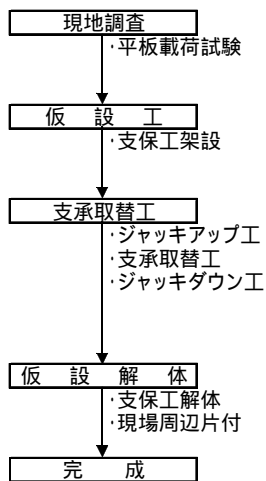 現地調査
·平板載荷試験
仮 設 工
·支保工架設
支承取替工
·ジャッキアップ工
·支承取替工
·ジャッキダウン工
仮 設 解 体
·支保工解体
·現場周辺片付
完 成